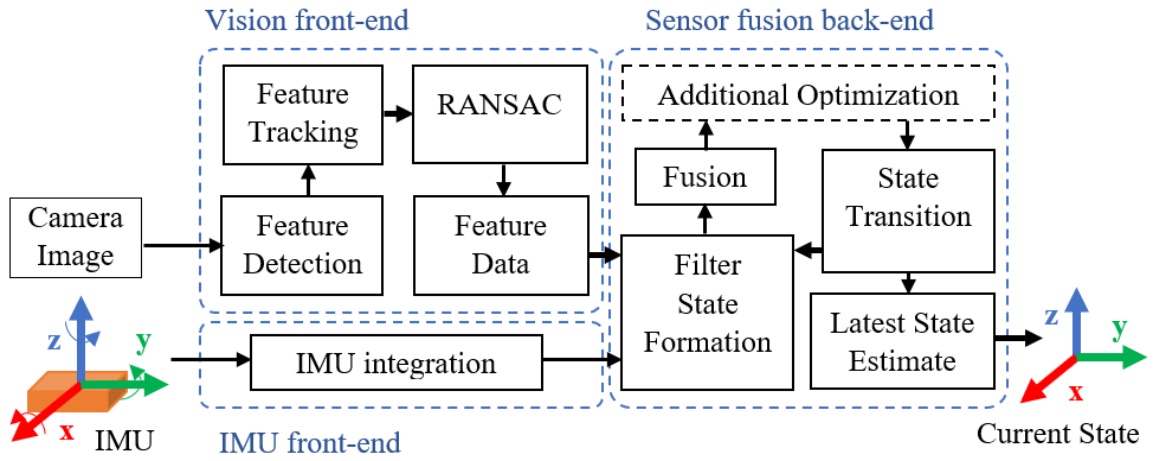 Vision front-end
Sensor fusion back-end
Feature
Tracking
RANSAC
Additional Optimization
Fusion
State
Transition
Camera
Image
Feature
Detection
Feature
Data
Filter
State
Formation
Latest State
Estimate
IMU integration
z
y
x
IMU
IMU front-end
z
y
x
Current State